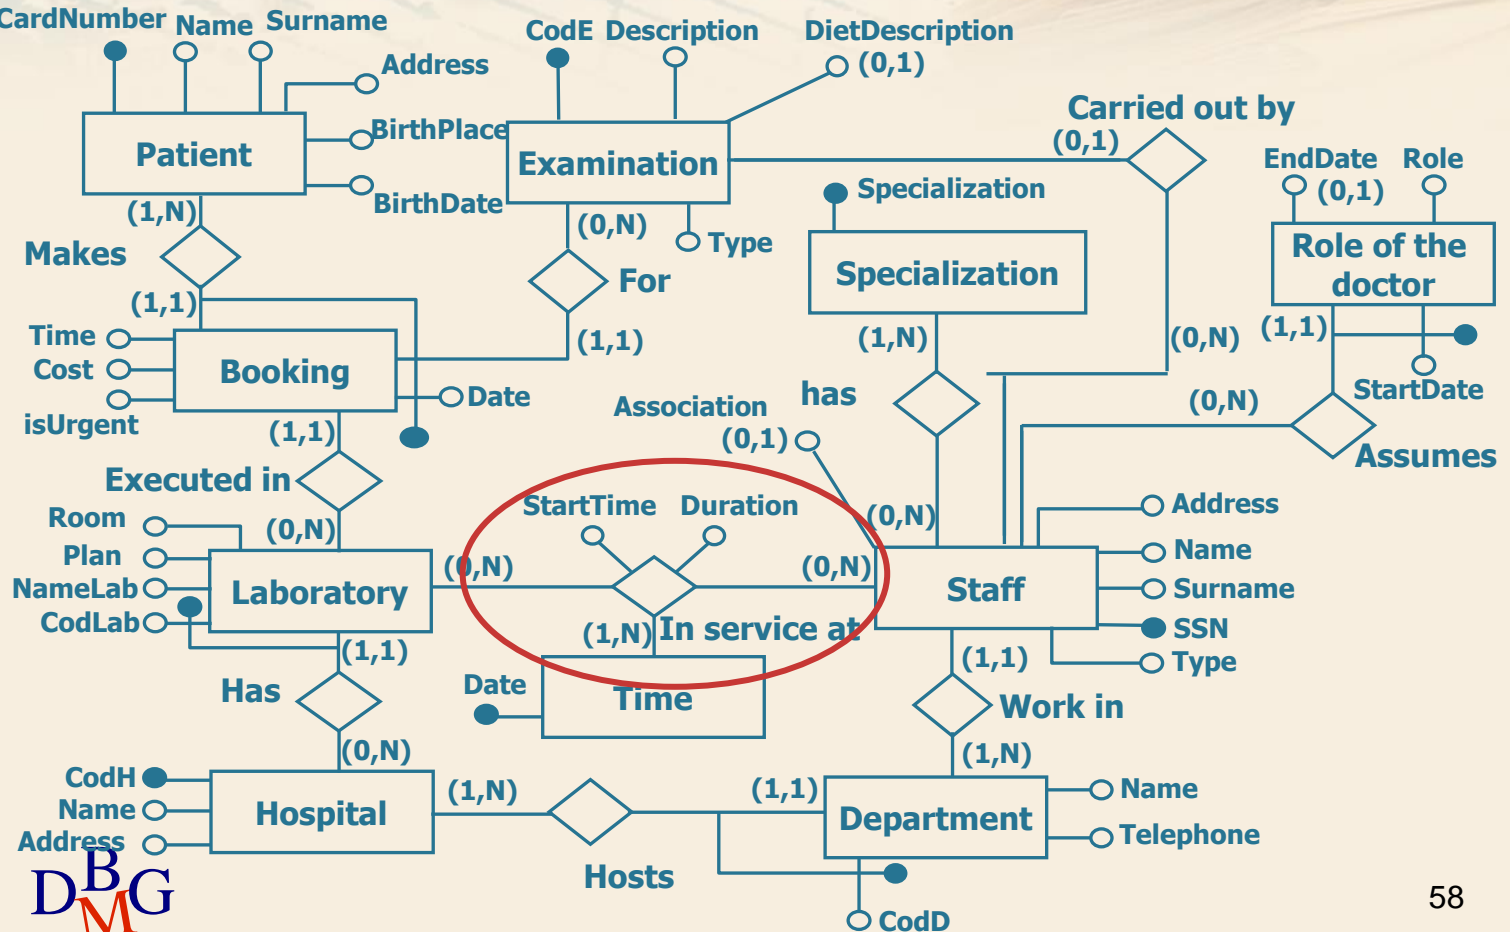 CardNumber
Name
Surname
Address
BirthPlace
BirthDate
Patient
(1,N)
Makes
(1,1)
CodE
Description
DietDescription
(0,1)
Examination
(0,N)
Type
For
(1,1)
Carried out by
(0,1)
(0,N)
Specialization
Specialization
(1,N)
has
(0,N)
EndDate
(0,1)
Role
Role of the
doctor
(1,1)
StartDate
(0,N)
Assumes
Time
Cost
isUrgent
Booking
Date
(1,1)
Executed in
(0,N)
Association
(0,1)
Room
Plan
NameLab
CodLab
Laboratory
(0,N)
StartTime
Duration
(0,N)
In service at
(1,N)
Date
Time
Staff
Address
Name
Surname
SSN
Type
(1,1)
Has
(0,N)
(1,1)
Work in
(1,N)
CodH
Name
Address
Hospital
(1,N)
Hosts
(1,1)
Department
Name
Telephone
CodD
DBMG
58